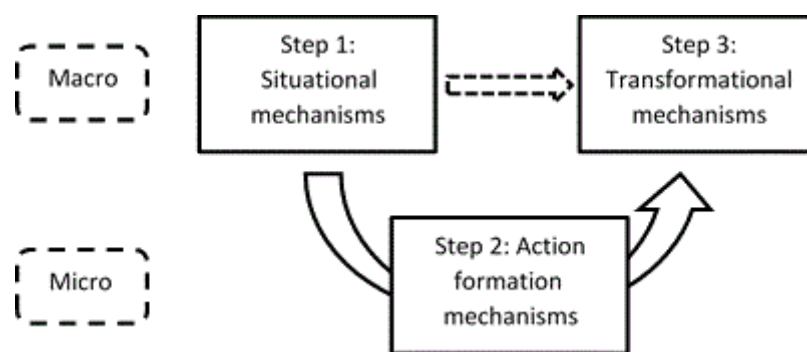 Macro
Step 1:
Situational
mechanisms
Step 3:
Transformational
mechanisms
Micro
Step 2: Action
formation
mechanisms